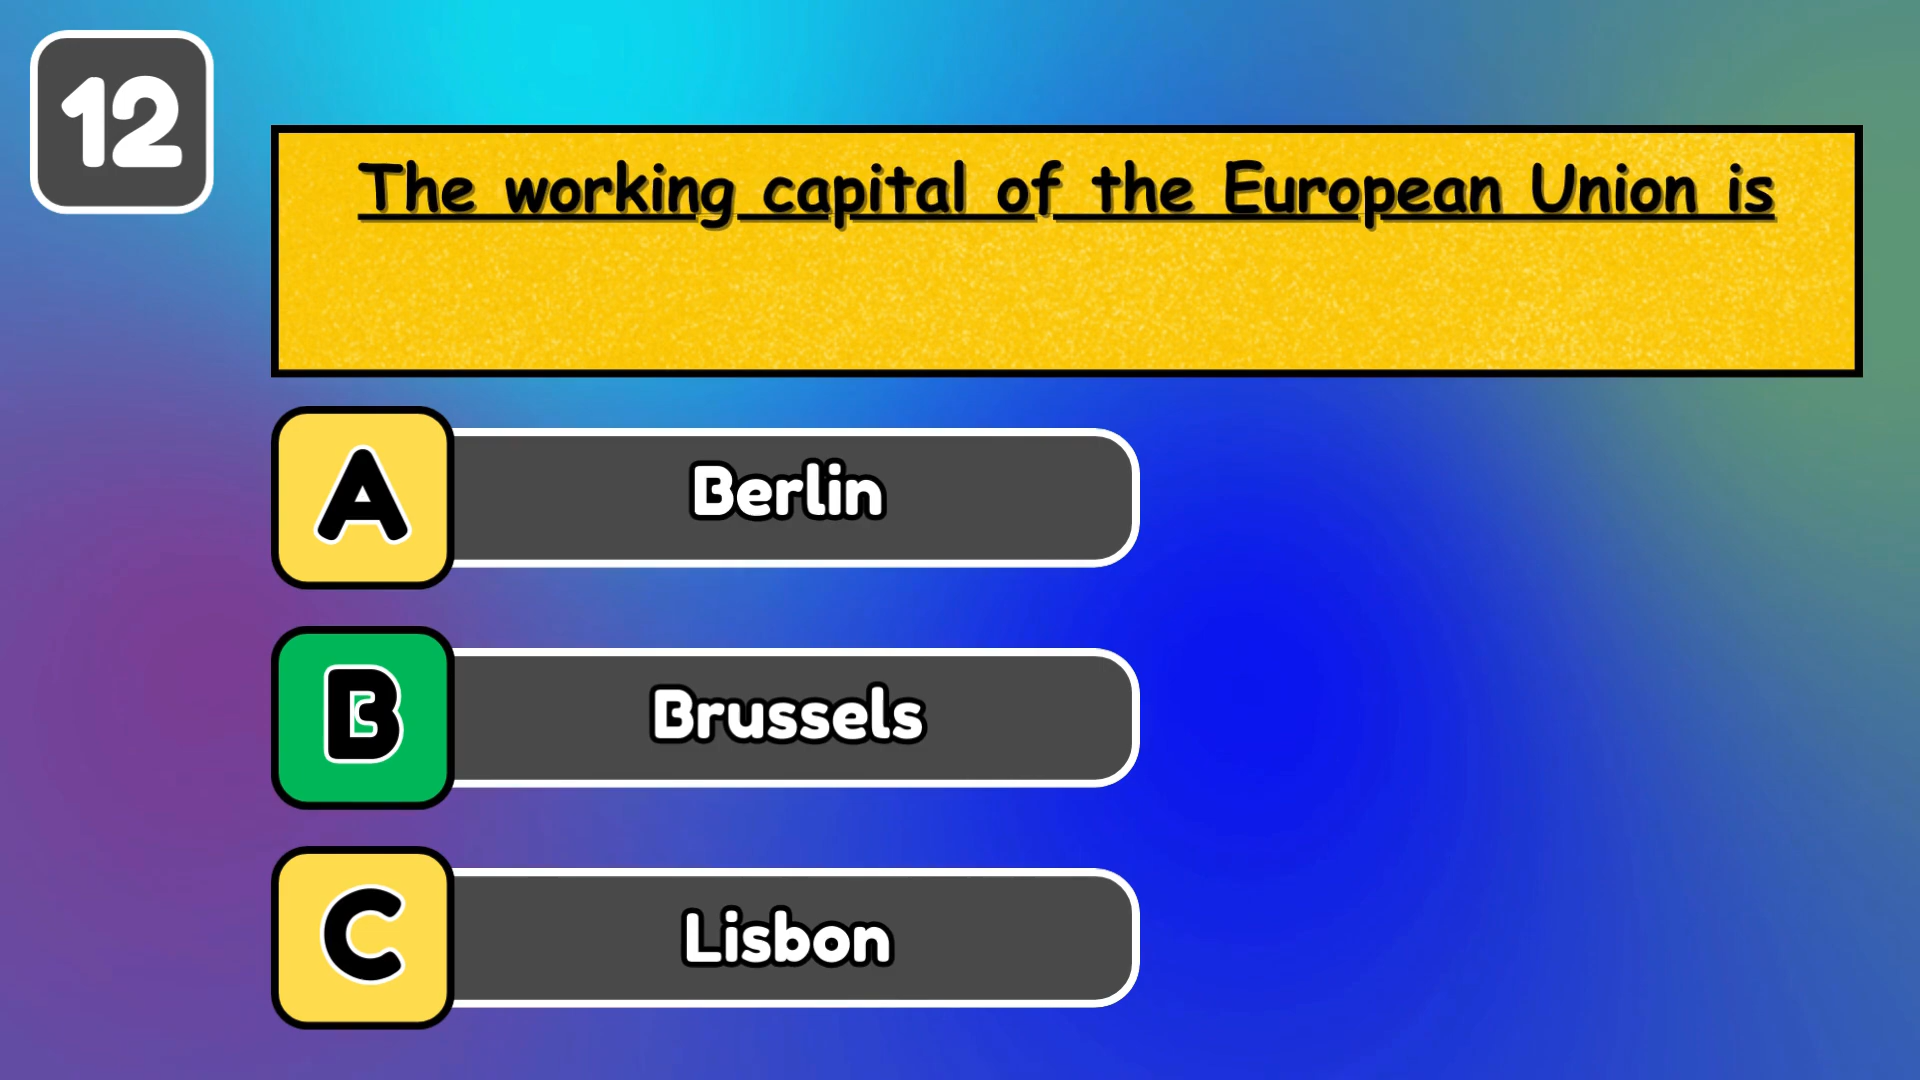 12
The working capital of the European Union is
A
Berlin
B
Brussels
C
Lisbon